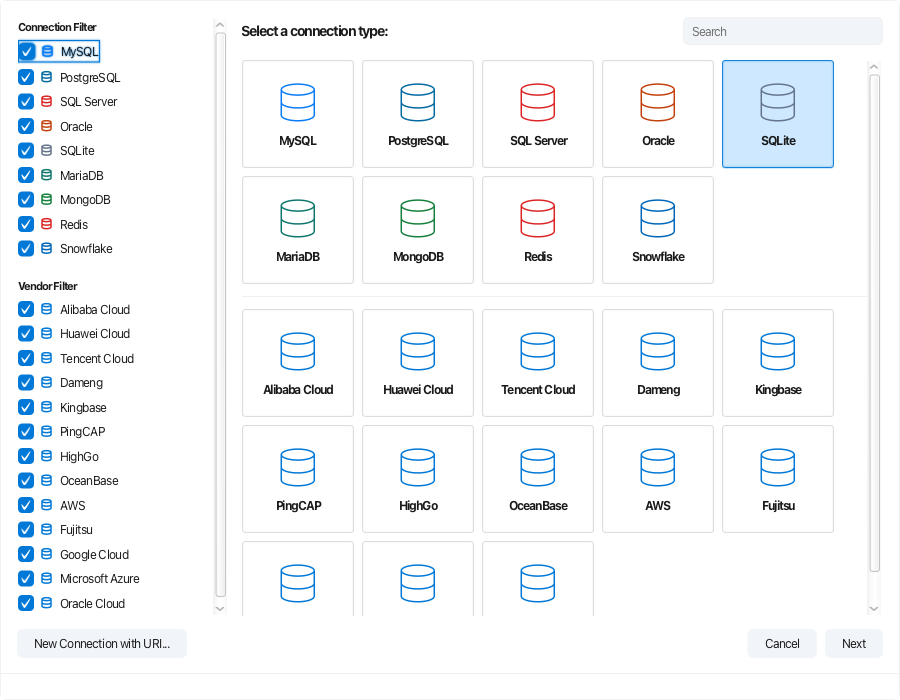 Connection Filter
MySQL
PostgreSQL
SQL Server
Oracle
SQLite
MariaDB
MongoDB
Redis
Snowflake
Vendor Filter
Alibaba Cloud
Huawei Cloud
Tencent Cloud
Dameng
Kingbase
PingCAP
HighGo
OceanBase
AWS
Fujitsu
Google Cloud
Microsoft Azure
Oracle Cloud
Select a connection type:
Search
MySQL PostgreSQL SQL Server Oracle SQLite
MariaDB MongoDB Redis Snowflake
Alibaba Cloud Huawei Cloud Tencent Cloud Dameng Kingbase
PingCAP HighGo OceanBase AWS Fujitsu
New Connection with URI...
Cancel
Next